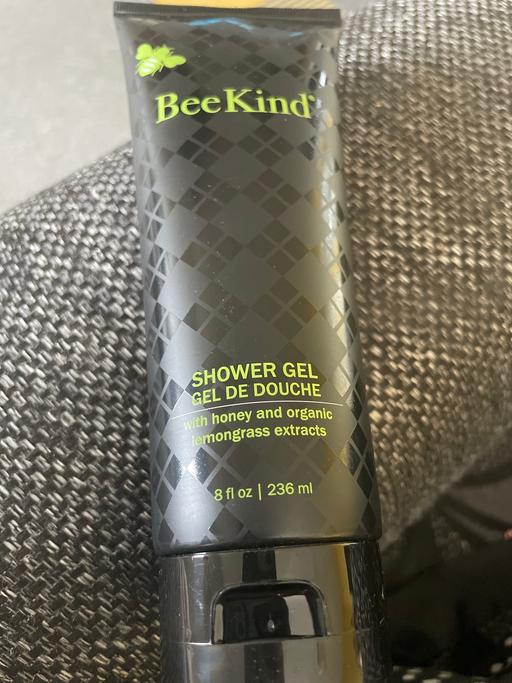 BeeKind®
SHOWER GEL
GEL DE DOUCHE
with honey and organic
lemongrass extracts
8 fl oz | 236 ml